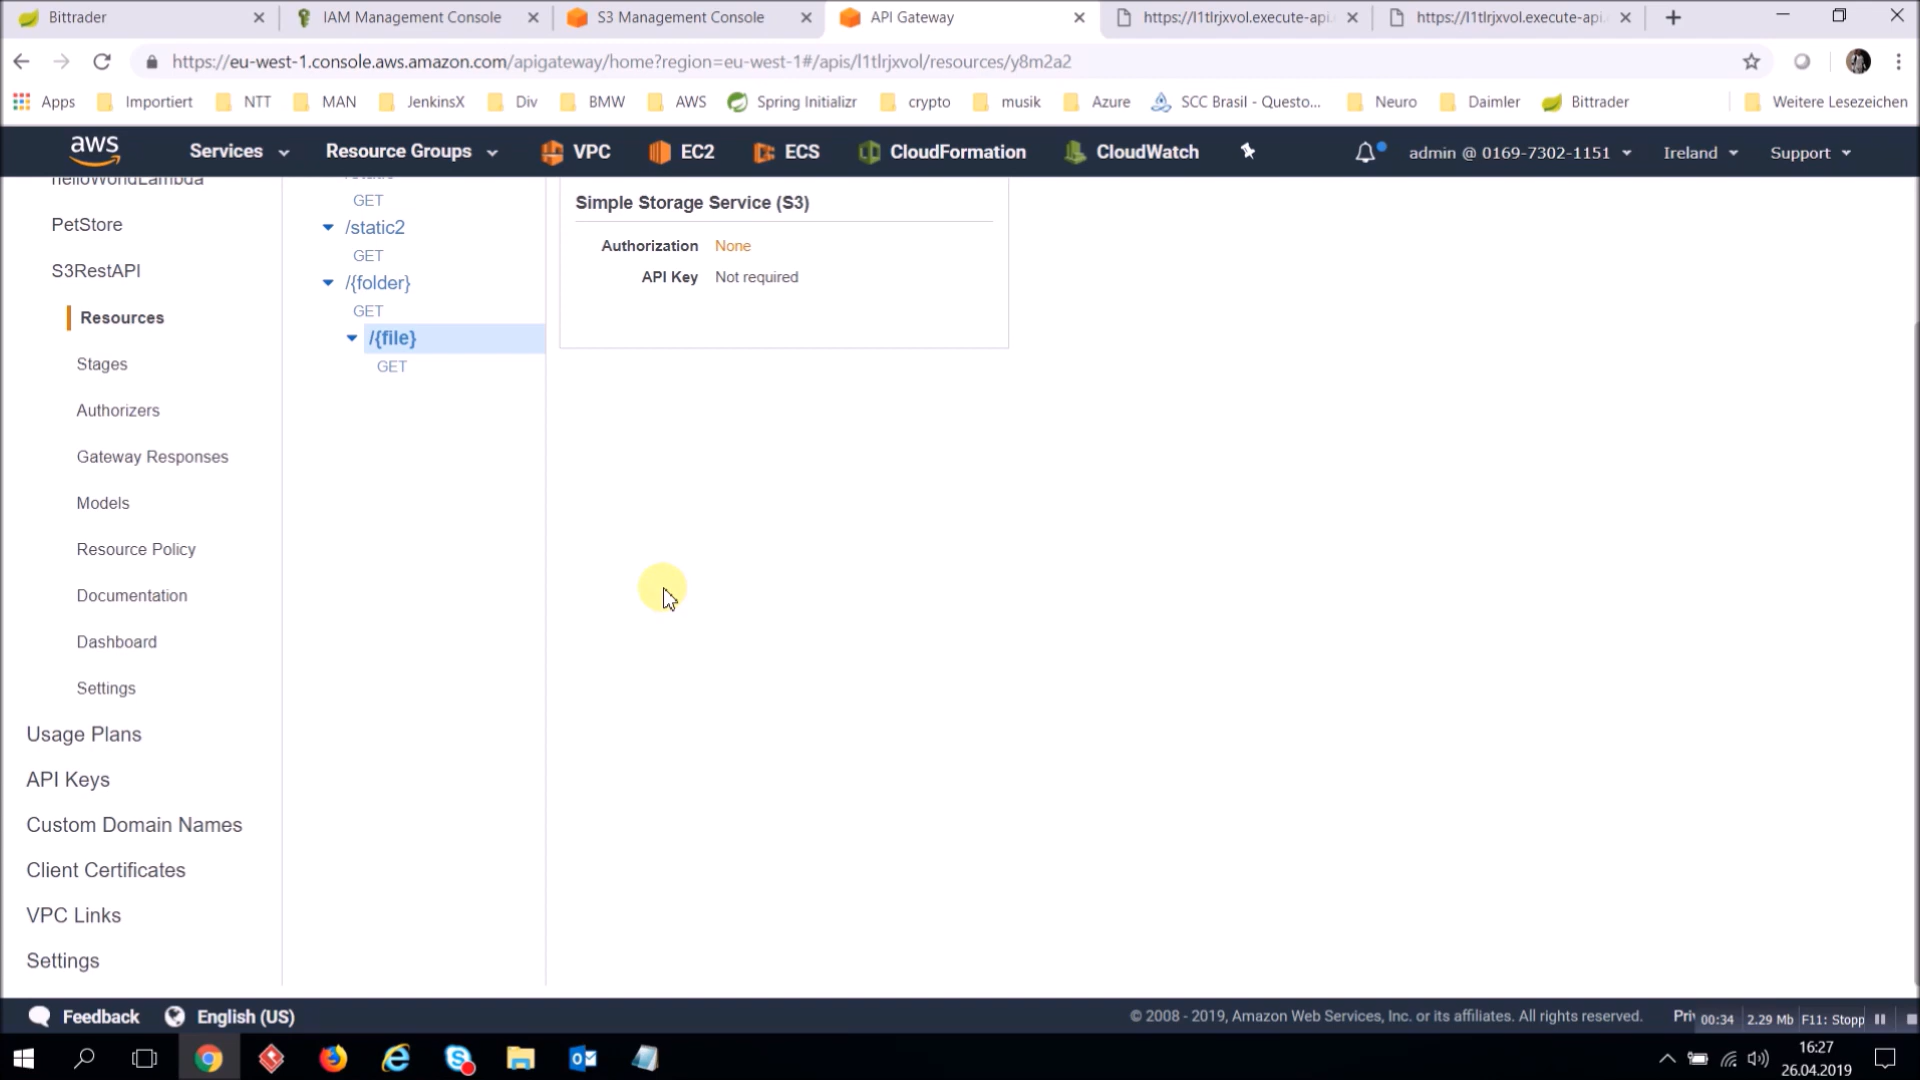 Bittrader
IAM Management Console
S3 Management Console
API Gateway
https://l1tlrjxvol.execute-api.
https://l1tlrjxvol.execute-api.
https://eu-west-1.console.aws.amazon.com/apigateway/home?region=eu-west-1#/apis/l1tlrjxvol/resources/y8m2a2
Apps
Importiert
NTT
MAN
JenkinsX
Div
BMW
AWS
Spring Initializr
crypto
musik
Azure
SCC Brasil - Questo...
Neuro
Daimler
Bittrader
Weitere Lesezeichen
aws
Services
Resource Groups
VPC
EC2
ECS
CloudFormation
CloudWatch
admin @ 0169-7302-1151
Ireland
Support
helloWorldLambda
PetStore
S3RestAPI
Resources
Stages
Authorizers
Gateway Responses
Models
Resource Policy
Documentation
Dashboard
Settings
Usage Plans
API Keys
Custom Domain Names
Client Certificates
VPC Links
Settings
GET
/static2
GET
/{folder}
GET
/{file}
GET
Simple Storage Service (S3)
Authorization None
API Key Not required
Feedback
English (US)
© 2008 - 2019, Amazon Web Services, Inc. or its affiliates. All rights reserved.
Pri
00:34
2.29 Mb
F11: Stopp
16:27
26.04.2019